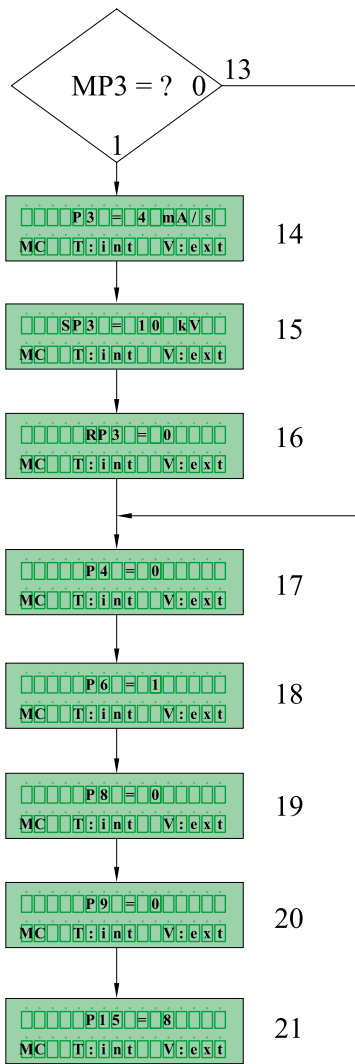 13
MP3 = ? 0
1
P3 = 4 mA/s
MC T:int V:ext
14
SP3 = 10 kV
MC T:int V:ext
15
RP3 = 0
MC T:int V:ext
16
P4 = 0
MC T:int V:ext
17
P6 = 1
MC T:int V:ext
18
P8 = 0
MC T:int V:ext
19
P9 = 0
MC T:int V:ext
20
P15 = 8
MC T:int V:ext
21